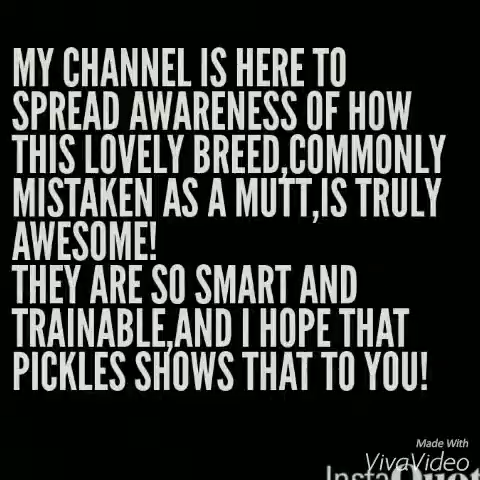 MY CHANNEL IS HERE TO
SPREAD AWARENESS OF HOW
THIS LOVELY BREED,COMMONLY
MISTAKEN AS A MUTT,IS TRULY
AWESOME!
THEY ARE SO SMART AND
TRAINABLE,AND I HOPE THAT
PICKLES SHOWS THAT TO YOU!
Made With
VivaVideo